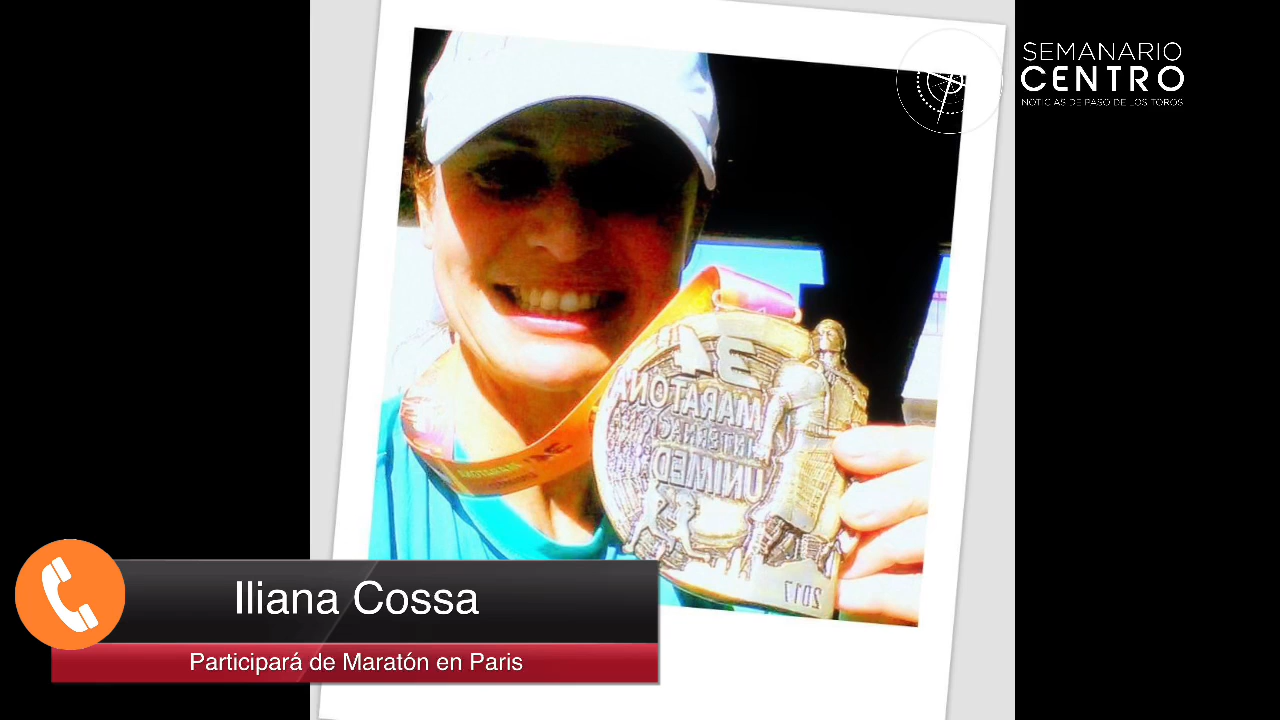 SEMANARIO
CENTRO
NOTICIAS DE PASO DE LOS TOROS
34
MARATONA
UNIMED
2017
Iliana Cossa
Participará de Maratón en Paris